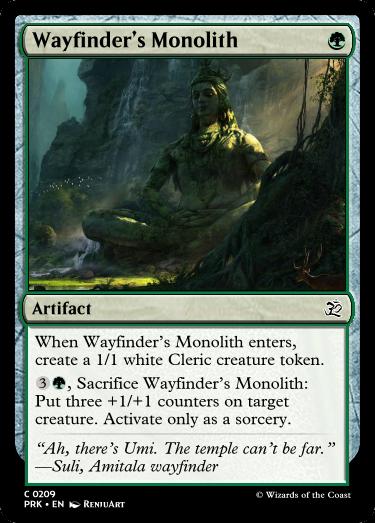 Wayfinder's Monolith
Artifact
When Wayfinder's Monolith enters,
create a 1/1 white Cleric creature token.
3, Sacrifice Wayfinder's Monolith:
Put three +1/+1 counters on target
creature. Activate only as a sorcery.
"Ah, there's Umi. The temple can't be far."
—Suli, Amitala wayfinder
C 0209
PRK • EN RenjuArt
© Wizards of the Coast